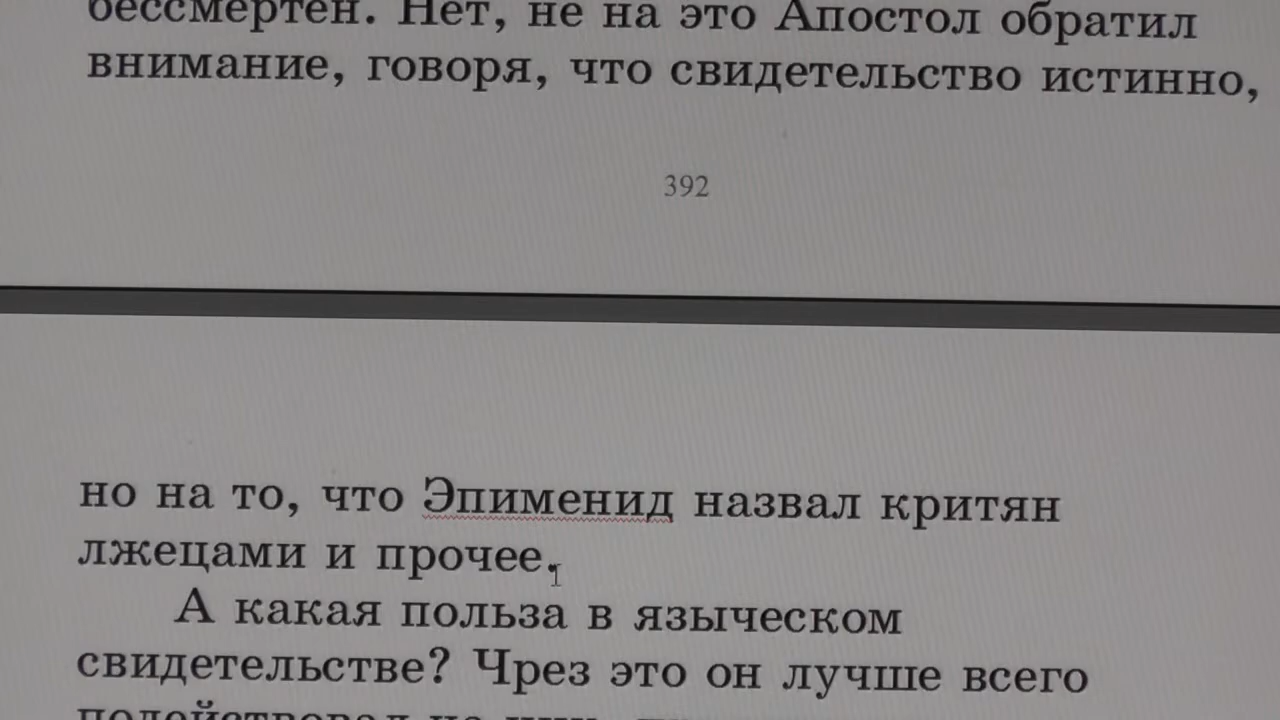 бессмертен. Нет, не на это Апостол обратил
внимание, говоря, что свидетельство истинно,
392
но на то, что Эпименид назвал критян
лжецами и прочее.
А какая польза в языческом
свидетельстве? Чрез это он лучше всего